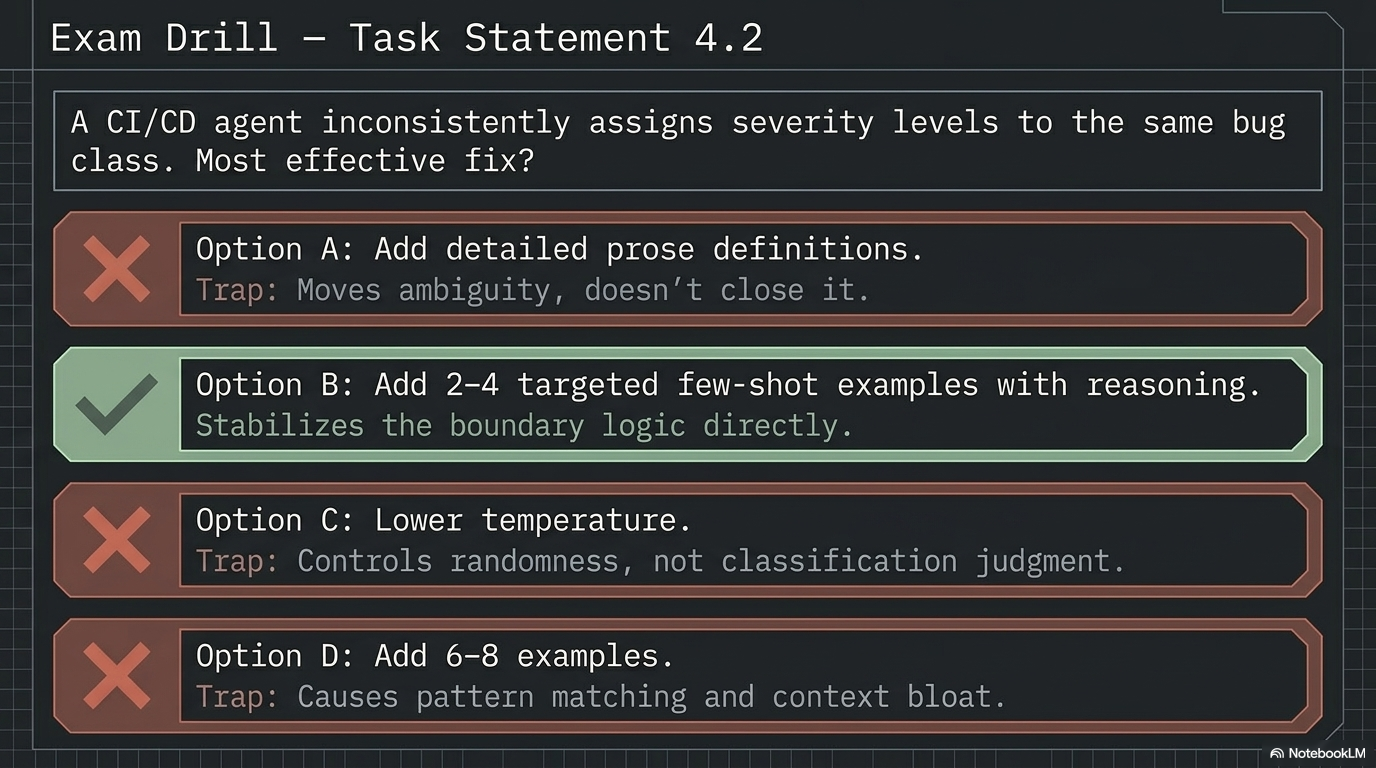 Exam Drill — Task Statement 4.2
A CI/CD agent inconsistently assigns severity levels to the same bug
class. Most effective fix?
Option A: Add detailed prose definitions.
Trap: Moves ambiguity, doesn’t close it.
Option B: Add 2–4 targeted few-shot examples with reasoning.
Stabilizes the boundary logic directly.
Option C: Lower temperature.
Trap: Controls randomness, not classification judgment.
Option D: Add 6–8 examples.
Trap: Causes pattern matching and context bloat.
NotebookLM